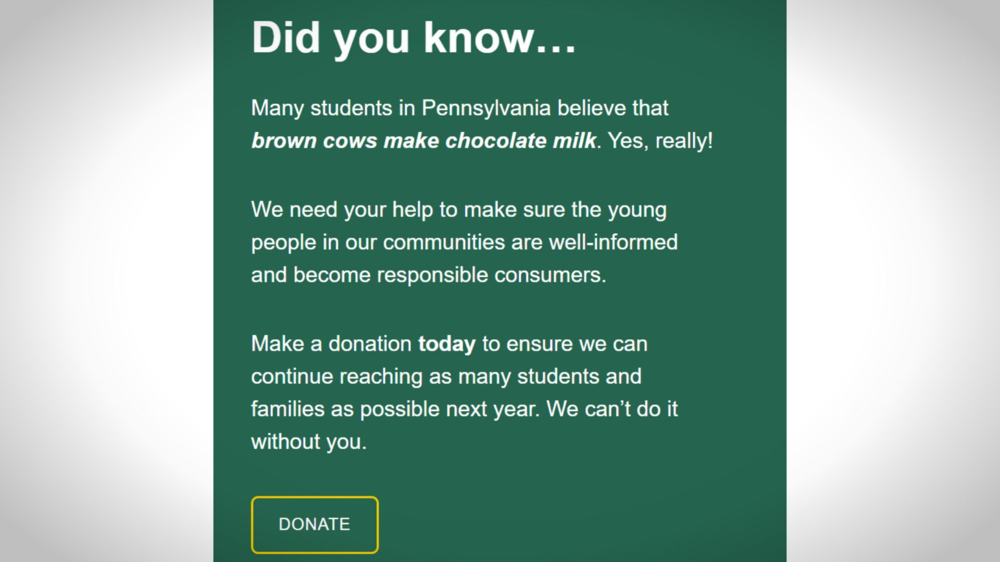 Did you know...
Many students in Pennsylvania believe that
brown cows make chocolate milk. Yes, really!
We need your help to make sure the young
people in our communities are well-informed
and become responsible consumers.
Make a donation today to ensure we can
continue reaching as many students and
families as possible next year. We can’t do it
without you.
DONATE